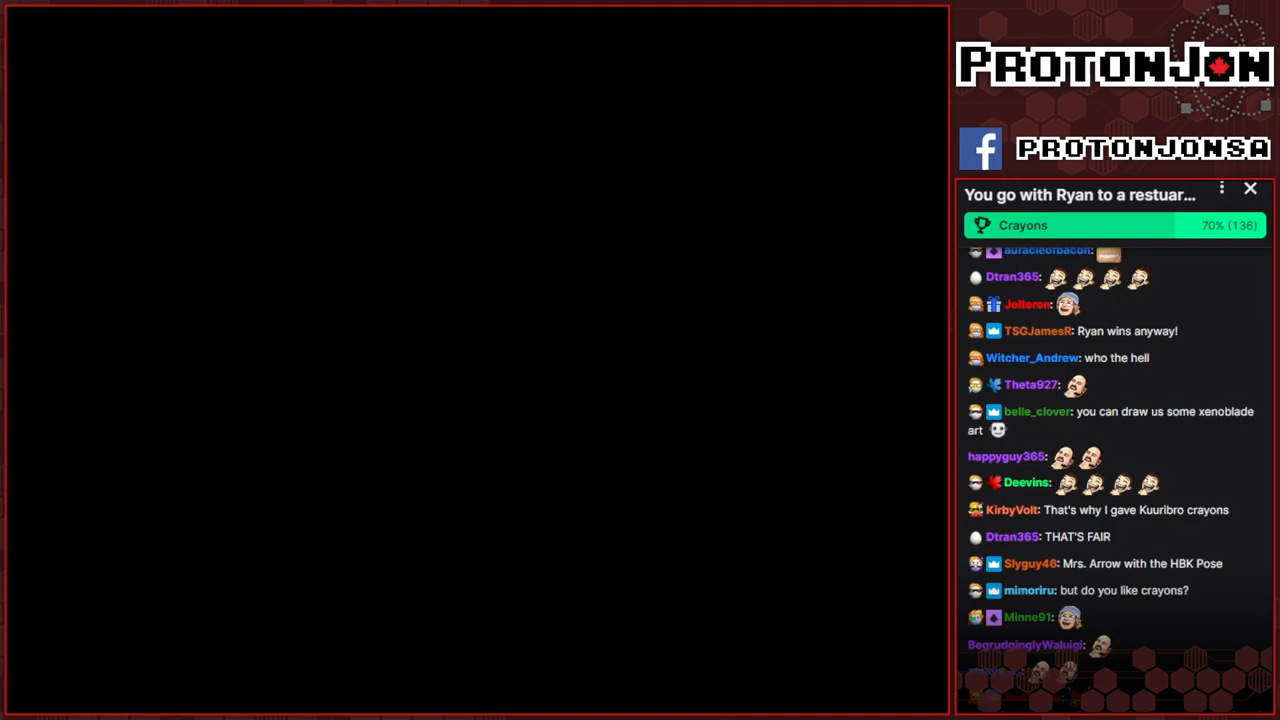 PROTONJON
PROTONJONSA
You go with Ryan to a restuar...
Crayons 70% (136)
auracleofbacon:
Dtran365:
Jolteron:
TSGJamesR: Ryan wins anyway!
Witcher_Andrew: who the hell
Theta927:
belle_clover: you can draw us some xenoblade
art
happyguy365:
Deevins:
KirbyVolt: That's why I gave Kuuribro crayons
Dtran365: THAT'S FAIR
Slyguy46: Mrs. Arrow with the HBK Pose
mimoriru: but do you like crayons?
Minne91:
BegrudginglyWaluigi: